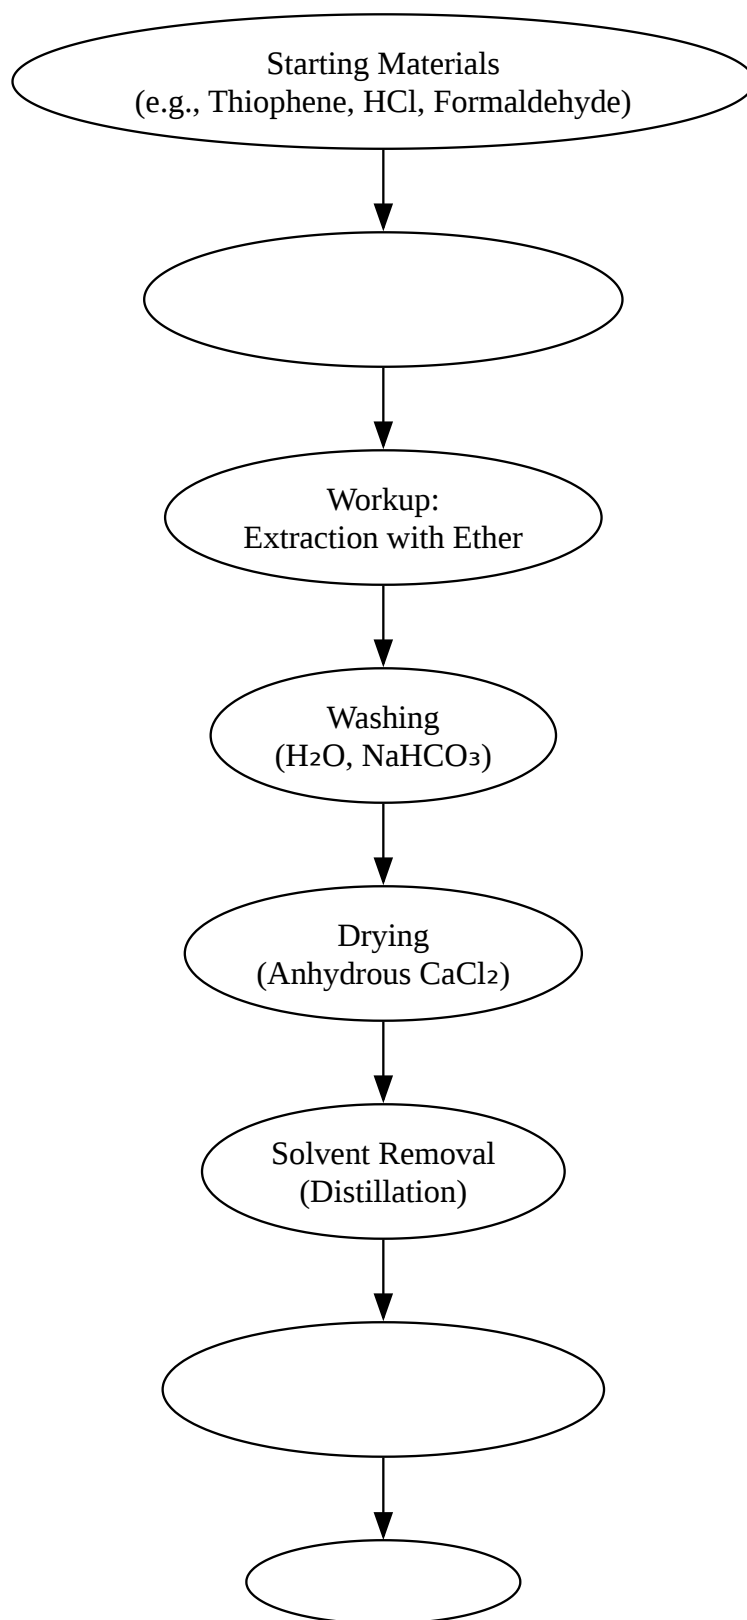 Starting Materials
(e.g., Thiophene, HCl, Formaldehyde)
Workup:
Extraction with Ether
Washing
(H₂O, NaHCO₃)
Drying
(Anhydrous CaCl₂)
Solvent Removal
(Distillation)